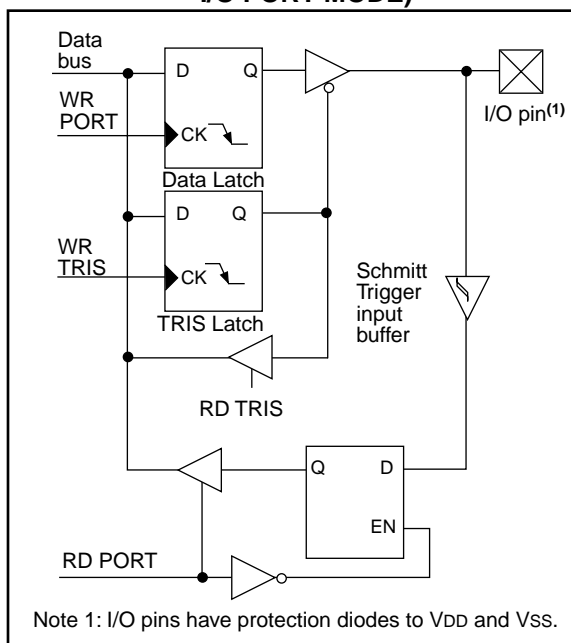 I/O PORT MODE)
Data
bus
D
Q
WR
PORT
CK
I/O pin(1)
Data Latch
D
Q
WR
TRIS
CK
Schmitt
Trigger
input
buffer
TRIS Latch
RD TRIS
Q
D
EN
RD PORT
Note 1: I/O pins have protection diodes to VDD and VSS.